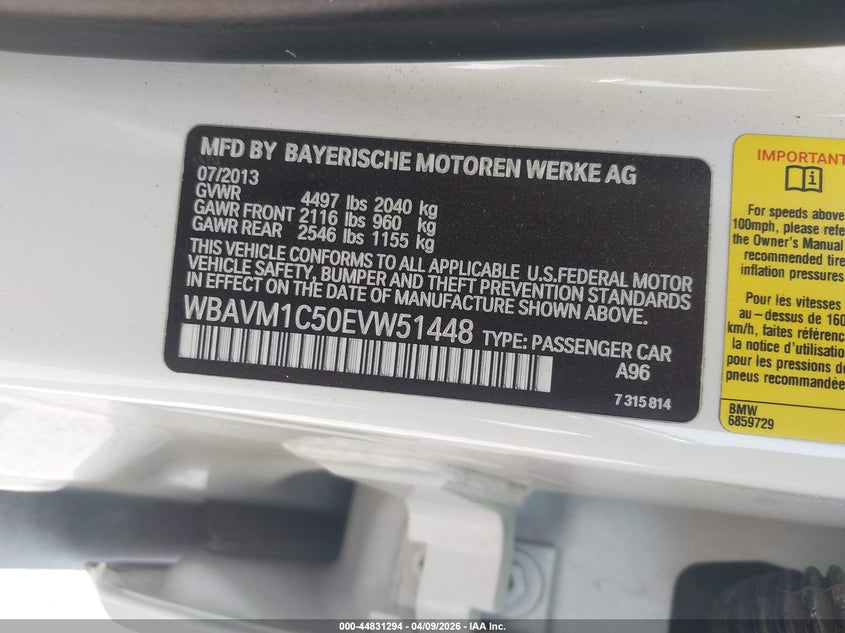 MFD BY BAYERISCHE MOTOREN WERKE AG
07/2013
GVWR 4497 lbs 2040 kg
GAWR FRONT 2116 lbs 960 kg
GAWR REAR 2546 lbs 1155 kg
THIS VEHICLE CONFORMS TO ALL APPLICABLE U.S.FEDERAL MOTOR
VEHICLE SAFETY, BUMPER AND THEFT PREVENTION STANDARDS
IN EFFECT ON THE DATE OF MANUFACTURE SHOWN ABOVE.
WBAVM1C50EVW51448 TYPE: PASSENGER CAR
A96
7 315 814
IMPORTANT
i
For speeds above
100mph, please refe
the Owner's Manual
recommended tire
inflation pressures
Pour les vitesses
au-dessus de 160
km/h, faites référenc
la notice d'utilisation
pour les pressions de
pneus recommandée
BMW
6859729
000-44831294 | 04/09/2026 | IAA Inc.